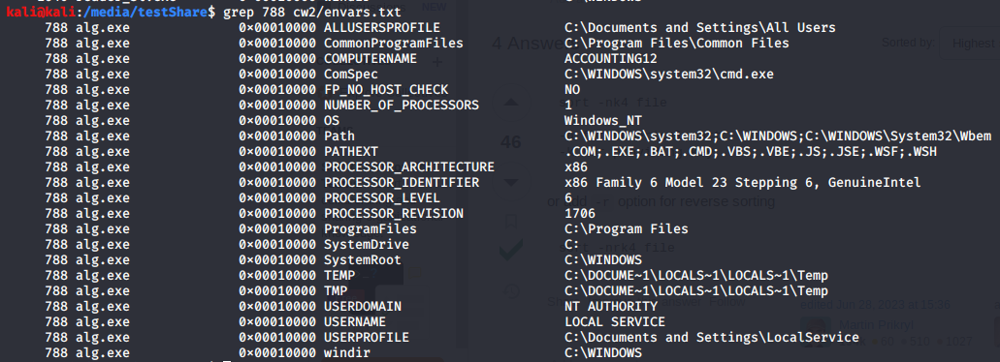 kali@kali:/media/testShare$ grep 788 cw2/envars.txt
788 alg.exe 0×00010000 ALLUSERSPROFILE C:\Documents and Settings\All Users
788 alg.exe 0×00010000 CommonProgramFiles C:\Program Files\Common Files
788 alg.exe 0×00010000 COMPUTERNAME ACCOUNTING12
788 alg.exe 0×00010000 ComSpec C:\WINDOWS\system32\cmd.exe
788 alg.exe 0×00010000 FP_NO_HOST_CHECK NO
788 alg.exe 0×00010000 NUMBER_OF_PROCESSORS 1
788 alg.exe 0×00010000 OS Windows_NT
788 alg.exe 0×00010000 Path C:\WINDOWS\system32;C:\WINDOWS;C:\WINDOWS\System32\Wbem
788 alg.exe 0×00010000 PATHEXT .COM;.EXE;.BAT;.CMD;.VBS;.VBE;.JS;.JSE;.WSF;.WSH
788 alg.exe 0×00010000 PROCESSOR_ARCHITECTURE x86
788 alg.exe 0×00010000 PROCESSOR_IDENTIFIER x86 Family 6 Model 23 Stepping 6, GenuineIntel
788 alg.exe 0×00010000 PROCESSOR_LEVEL 6
788 alg.exe 0×00010000 PROCESSOR_REVISION 1706
788 alg.exe 0×00010000 ProgramFiles C:\Program Files
788 alg.exe 0×00010000 SystemDrive C:
788 alg.exe 0×00010000 SystemRoot C:\WINDOWS
788 alg.exe 0×00010000 TEMP C:\DOCUME~1\LOCALS~1\LOCALS~1\Temp
788 alg.exe 0×00010000 TMP C:\DOCUME~1\LOCALS~1\LOCALS~1\Temp
788 alg.exe 0×00010000 USERDOMAIN NT AUTHORITY
788 alg.exe 0×00010000 USERNAME LOCAL SERVICE
788 alg.exe 0×00010000 USERPROFILE C:\Documents and Settings\LocalService
788 alg.exe 0×00010000 windir C:\WINDOWS
4 Answe
Sorted by: Highest
46
option for reverse sorting